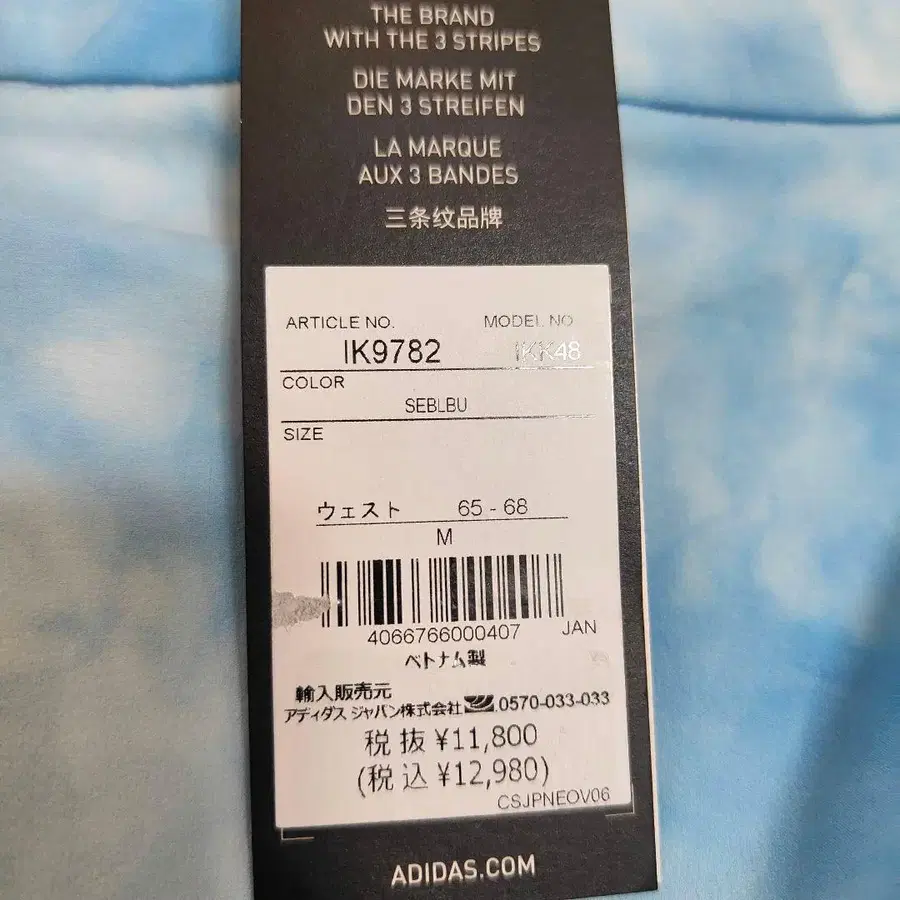 THE BRAND
WITH THE 3 STRIPES
DIE MARKE MIT
DEN 3 STREIFEN
LA MARQUE
AUX 3 BANDES
三条纹品牌
ARTICLE NO. MODEL NO
IK9782 IKK48
COLOR
SEBLBU
SIZE
ウェスト 65 - 68
M
4066766000407 JAN
ベトナム製
輸入販売元
アディダス ジャパン株式会社 .0570-033-033
税 抜 ¥11,800
(税 込 ¥12,980)
CSJPNEOV06
ADIDAS.COM